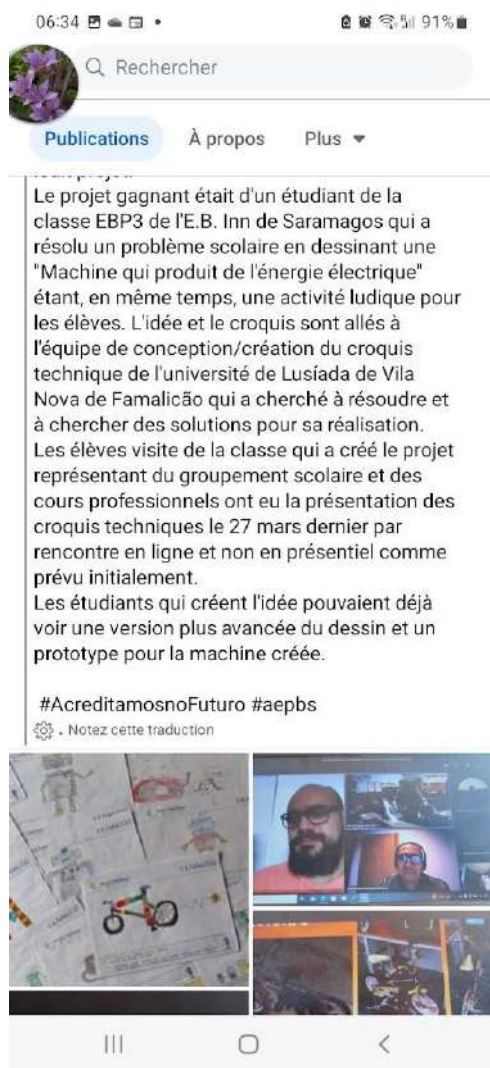 06:34
91%
Rechercher
Publications À propos Plus
Le projet gagnant était d'un étudiant de la
classe EBP3 de l'E.B. Inn de Saramagos qui a
résolu un problème scolaire en dessinant une
"Machine qui produit de l'énergie électrique"
étant, en même temps, une activité ludique pour
les élèves. L'idée et le croquis sont allés à
l'équipe de conception/création du croquis
technique de l'université de Lusíada de Vila
Nova de Famalicão qui a cherché à résoudre et
à chercher des solutions pour sa réalisation.
Les élèves visite de la classe qui a créé le projet
représentant du groupement scolaire et des
cours professionnels ont eu la présentation des
croquis techniques le 27 mars dernier par
rencontre en ligne et non en présentiel comme
prévu initialement.
Les étudiants qui créent l'idée pouvaient déjà
voir une version plus avancée du dessin et un
prototype pour la machine créée.
#AcreditamosnoFuturo #aepbs
. Notez cette traduction